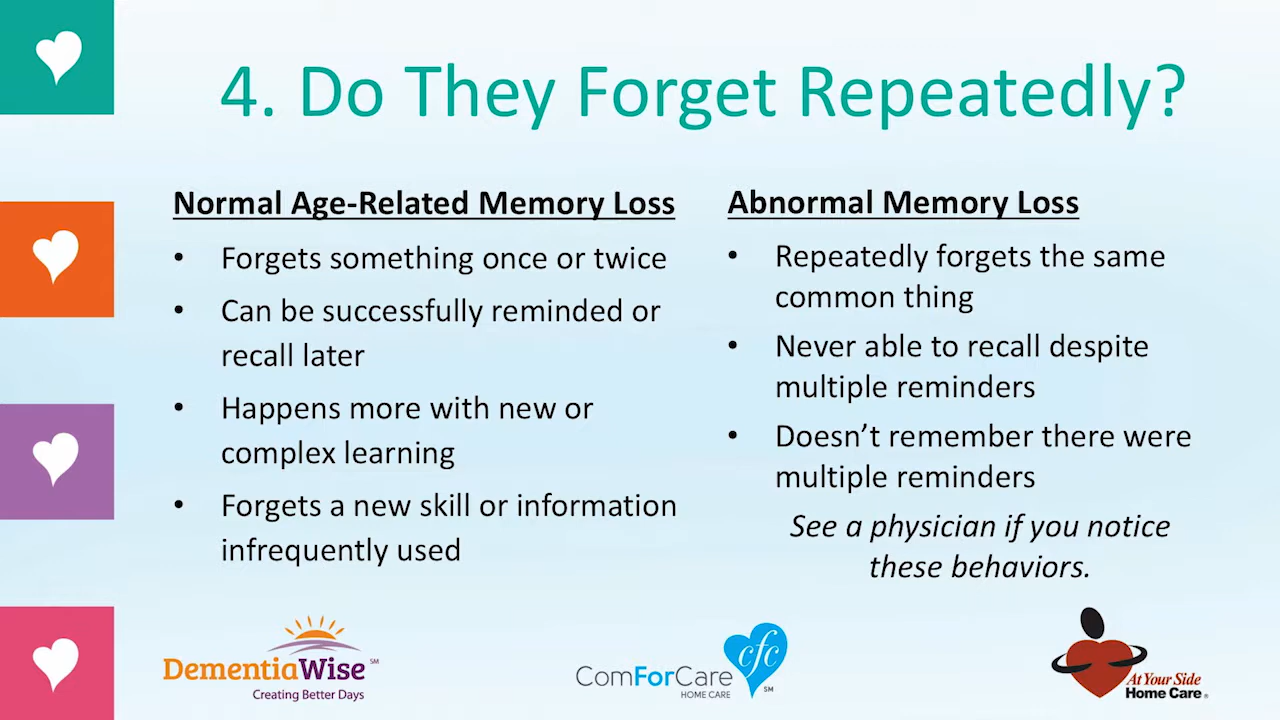 4. Do They Forget Repeatedly?
Normal Age-Related Memory Loss
• Forgets something once or twice
• Can be successfully reminded or
recall later
• Happens more with new or
complex learning
• Forgets a new skill or information
infrequently used
Abnormal Memory Loss
• Repeatedly forgets the same
common thing
• Never able to recall despite
multiple reminders
• Doesn’t remember there were
multiple reminders
See a physician if you notice
these behaviors.
DementiaWise℠
Creating Better Days
ComForCare
HOME CARE
cfc
SM
At Your Side
Home Care®